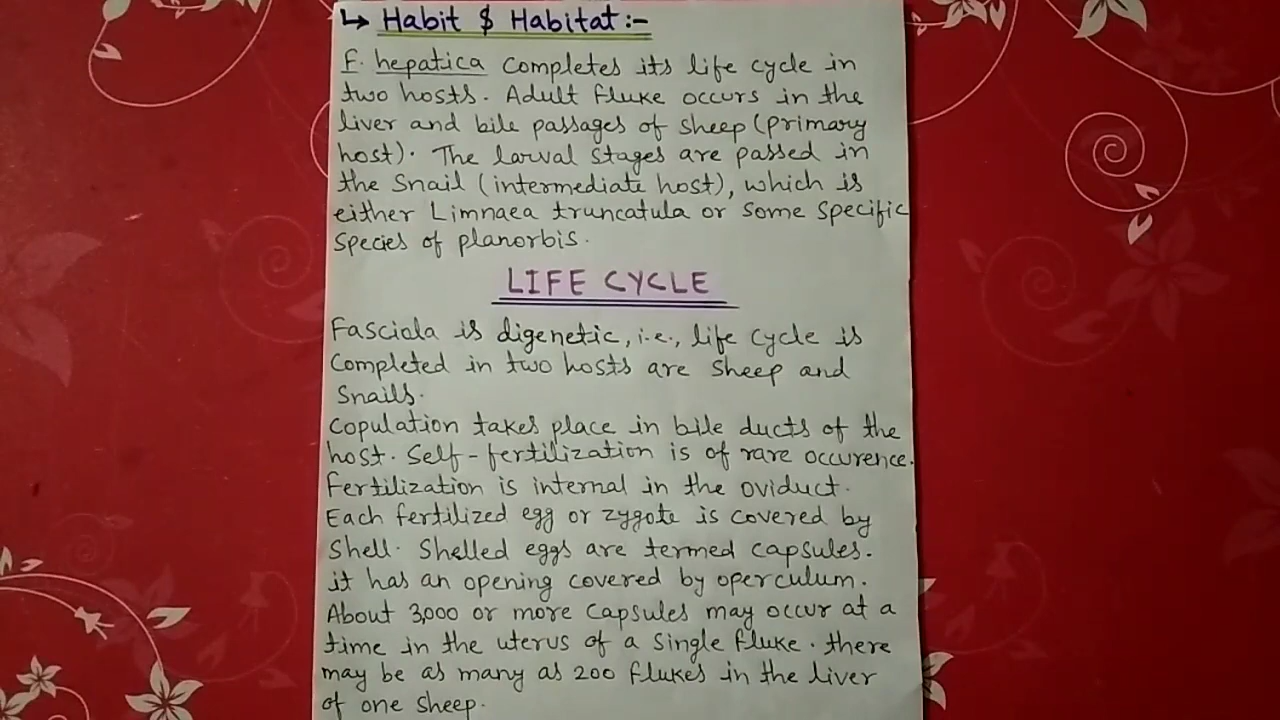 ↳ Habit & Habitat :-
F. hepatica completes its life cycle in
two hosts. Adult fluke occurs in the
liver and bile passages of sheep (primary
host). The larval stages are passed in
the snail (intermediate host), which is
either Limnaea truncatula or some specific
species of planorbis.
LIFE CYCLE
Fasciola is digenetic, i.e., life cycle is
completed in two hosts are sheep and
snails.
Copulation takes place in bile ducts of the
host. Self-fertilization is of rare occurence.
Fertilization is internal in the oviduct.
Each fertilized egg or zygote is covered by
shell. Shelled eggs are termed capsules.
it has an opening covered by operculum.
About 3,000 or more capsules may occur at a
time in the uterus of a single fluke. there
may be as many as 200 flukes in the liver
of one sheep.